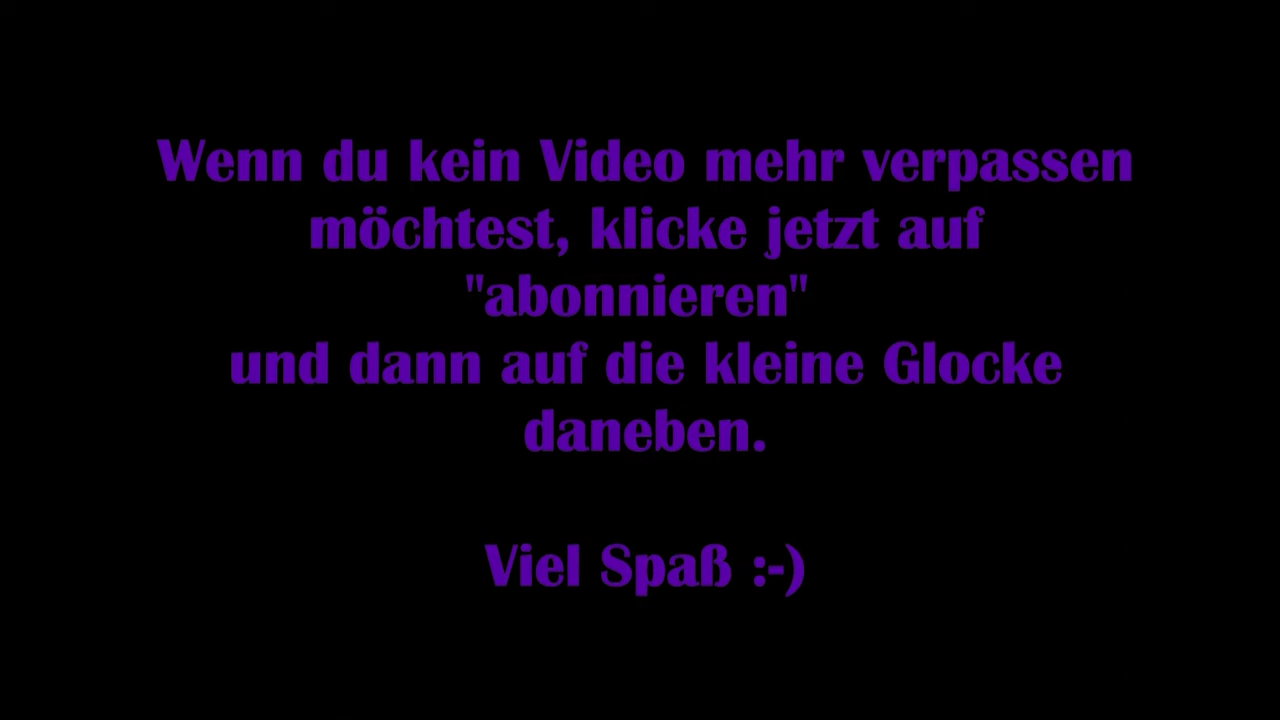 Wenn du kein Video mehr verpassen
möchtest, klicke jetzt auf
"abonnieren"
und dann auf die kleine Glocke
daneben.
Viel Spaß :-)